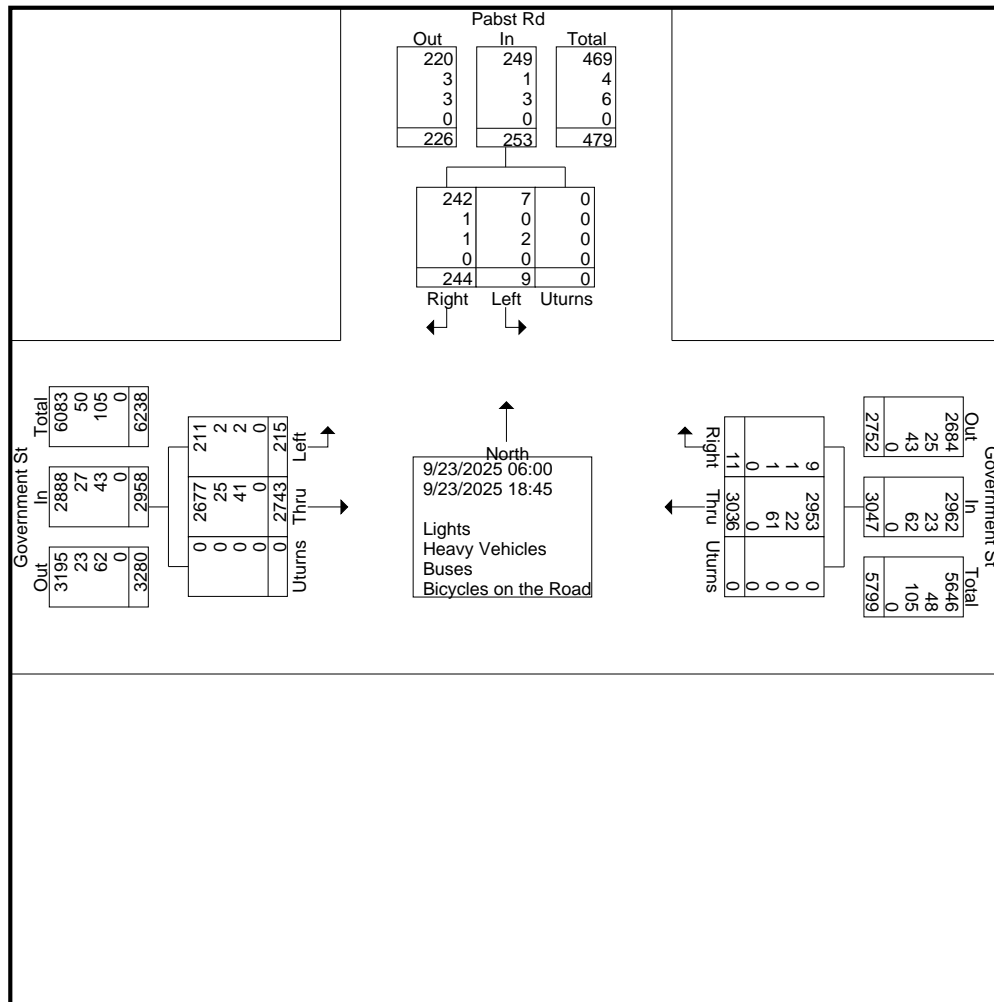 Pabst Rd
Out In Total
220 249 469
3 1 4
3 3 6
0 0 0
226 253 479
242 7 0
1 0 0
1 2 0
0 0 0
244 9 0
Right Left Uturns
Government St
Total In Out
6083 2888 3195
50 27 23
105 43 62
0 0 0
6238 2958 3280
211 2677 0
2 25 0
2 41 0
0 0 0
215 2743 0
Left Thru Uturns
North
9/23/2025 06:00
9/23/2025 18:45
Lights
Heavy Vehicles
Buses
Bicycles on the Road
Right Thru Uturns
9 2953 0
1 22 0
1 61 0
0 0 0
11 3036 0
Government St
Out In Total
2684 2962 5646
25 23 48
43 62 105
0 0 0
2752 3047 5799